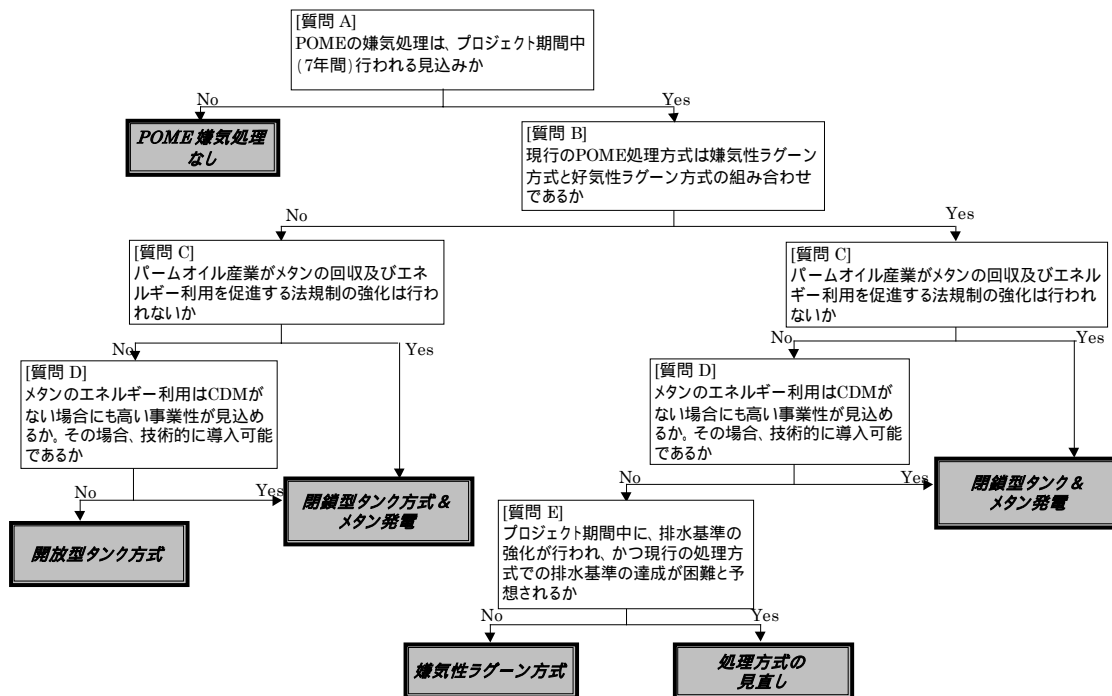 [質問 A]
POMEの嫌気処理は、プロジェクト期間中
(7年間)行われる見込みか
No
Yes
POME嫌気処理
なし
[質問 B]
現行のPOME処理方式は嫌気性ラグーン
方式と好気性ラグーン方式の組み合わせ
であるか
No
Yes
[質問 C]
パームオイル産業がメタンの回収及びエネ
ルギー利用を促進する法規制の強化は行わ
れないか
[質問 C]
パームオイル産業がメタンの回収及びエネル
ギー利用を促進する法規制の強化は行われ
ないか
No
Yes
No
Yes
[質問 D]
メタンのエネルギー利用はCDMが
ない場合にも高い事業性が見込め
るか。その場合、技術的に導入可能
であるか
[質問 D]
メタンのエネルギー利用はCDMが
ない場合にも高い事業性が見込め
るか。その場合、技術的に導入可能
であるか
No
Yes
No
Yes
開放型タンク方式
閉鎖型タンク方式&
メタン発電
閉鎖型タンク&
メタン発電
[質問 E]
プロジェクト期間中に、排水基準の
強化が行われ、かつ現行の処理方
式での排水基準の達成が困難と予
想されるか
No
Yes
嫌気性ラグーン方式
処理方式の
見直し